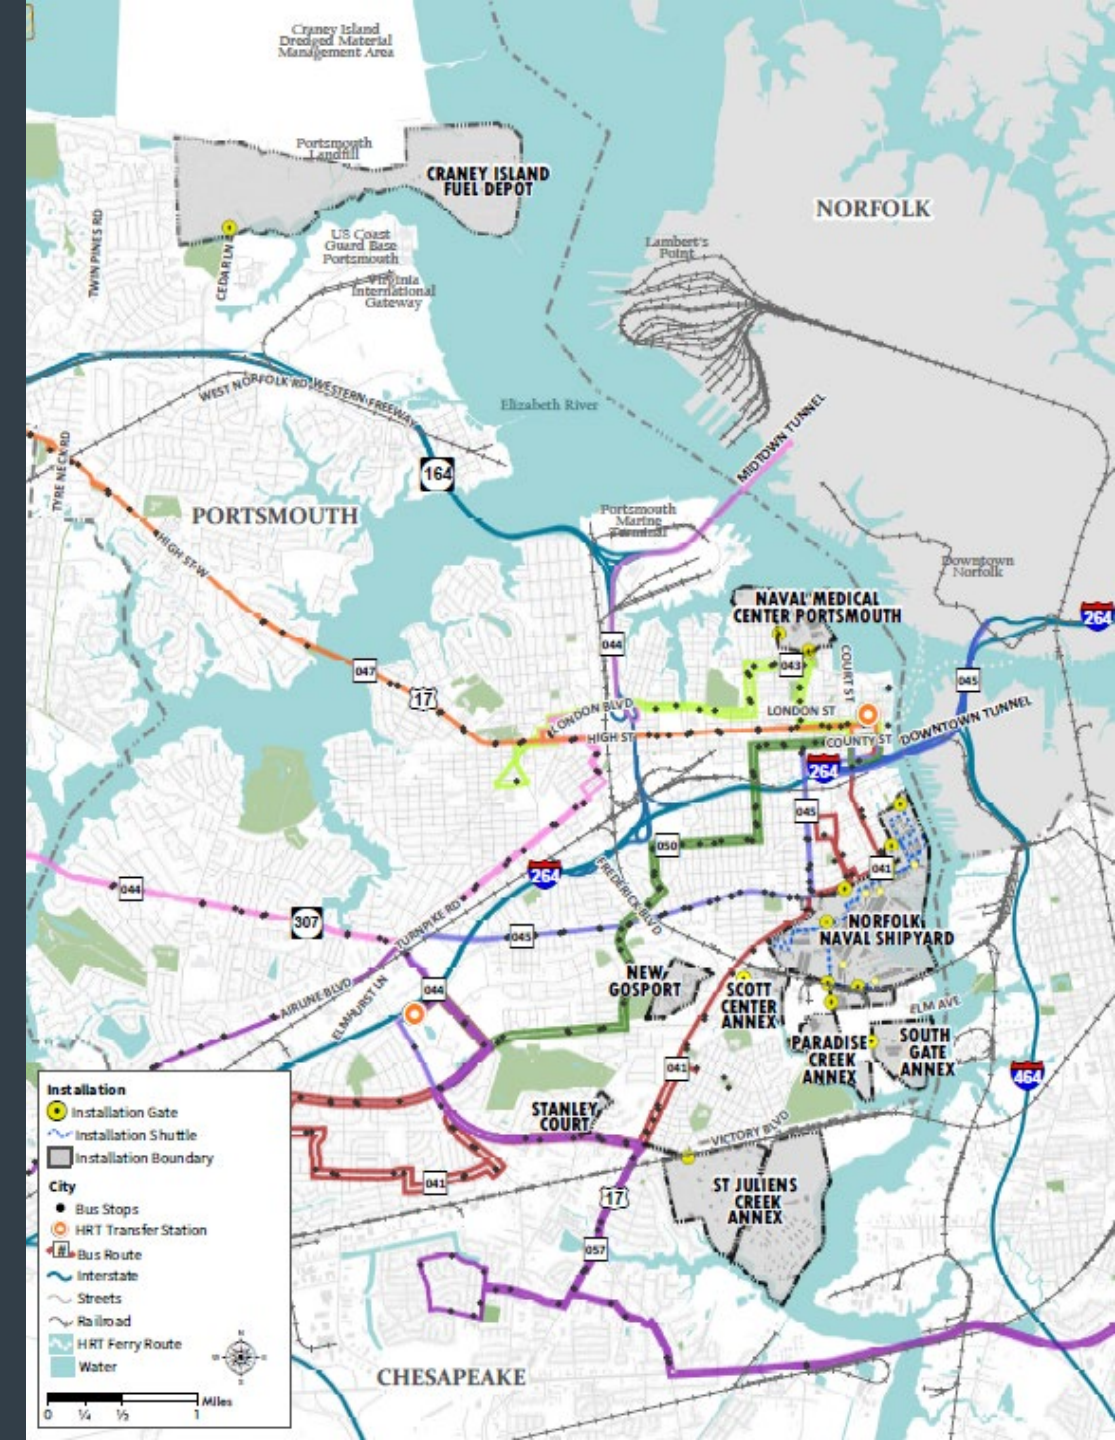 Craney Island
Dredged Material
Management Area
Portsmouth
Landfill
CRANEY ISLAND
FUEL DEPOT
NORFOLK
TWIN PINES RD
CEDAR LN
US Coast
Guard Base
Portsmouth
Virginia
International
Gateway
Lambert's
Point
WEST NORFOLK RD
WESTERN FREEWAY
Elizabeth River
MIDTOWN TUNNEL
TYRE NECK RD
164
PORTSMOUTH
Portsmouth
Marine
Terminal
HIGH ST W
Downtown
Norfolk
NAVAL MEDICAL
CENTER PORTSMOUTH
264
044
043
COURT ST
047
17
045
LONDON BLVD
LONDON ST
HIGH ST
COUNTY ST
DOWNTOWN TUNNEL
264
045
050
041
264
FREDERICK BLVD
044
307
TURNPIKE RD
045
NORFOLK
NAVAL SHIPYARD
NEW
GOSPORT
SCOTT
CENTER
ANNEX
044
AIRLINE BLVD
ELMHURST LN
ELM AVE
PARADISE
CREEK
ANNEX
SOUTH
GATE
ANNEX
041
464
STANLEY
COURT
VICTORY BLVD
041
17
ST JULIENS
CREEK
ANNEX
057
CHESAPEAKE
Installation
Installation Gate
Installation Shuttle
Installation Boundary
City
Bus Stops
HRT Transfer Station
# Bus Route
Interstate
Streets
Railroad
HRT Ferry Route
Water
N
W E
S
0 ¼ ½ 1 Miles